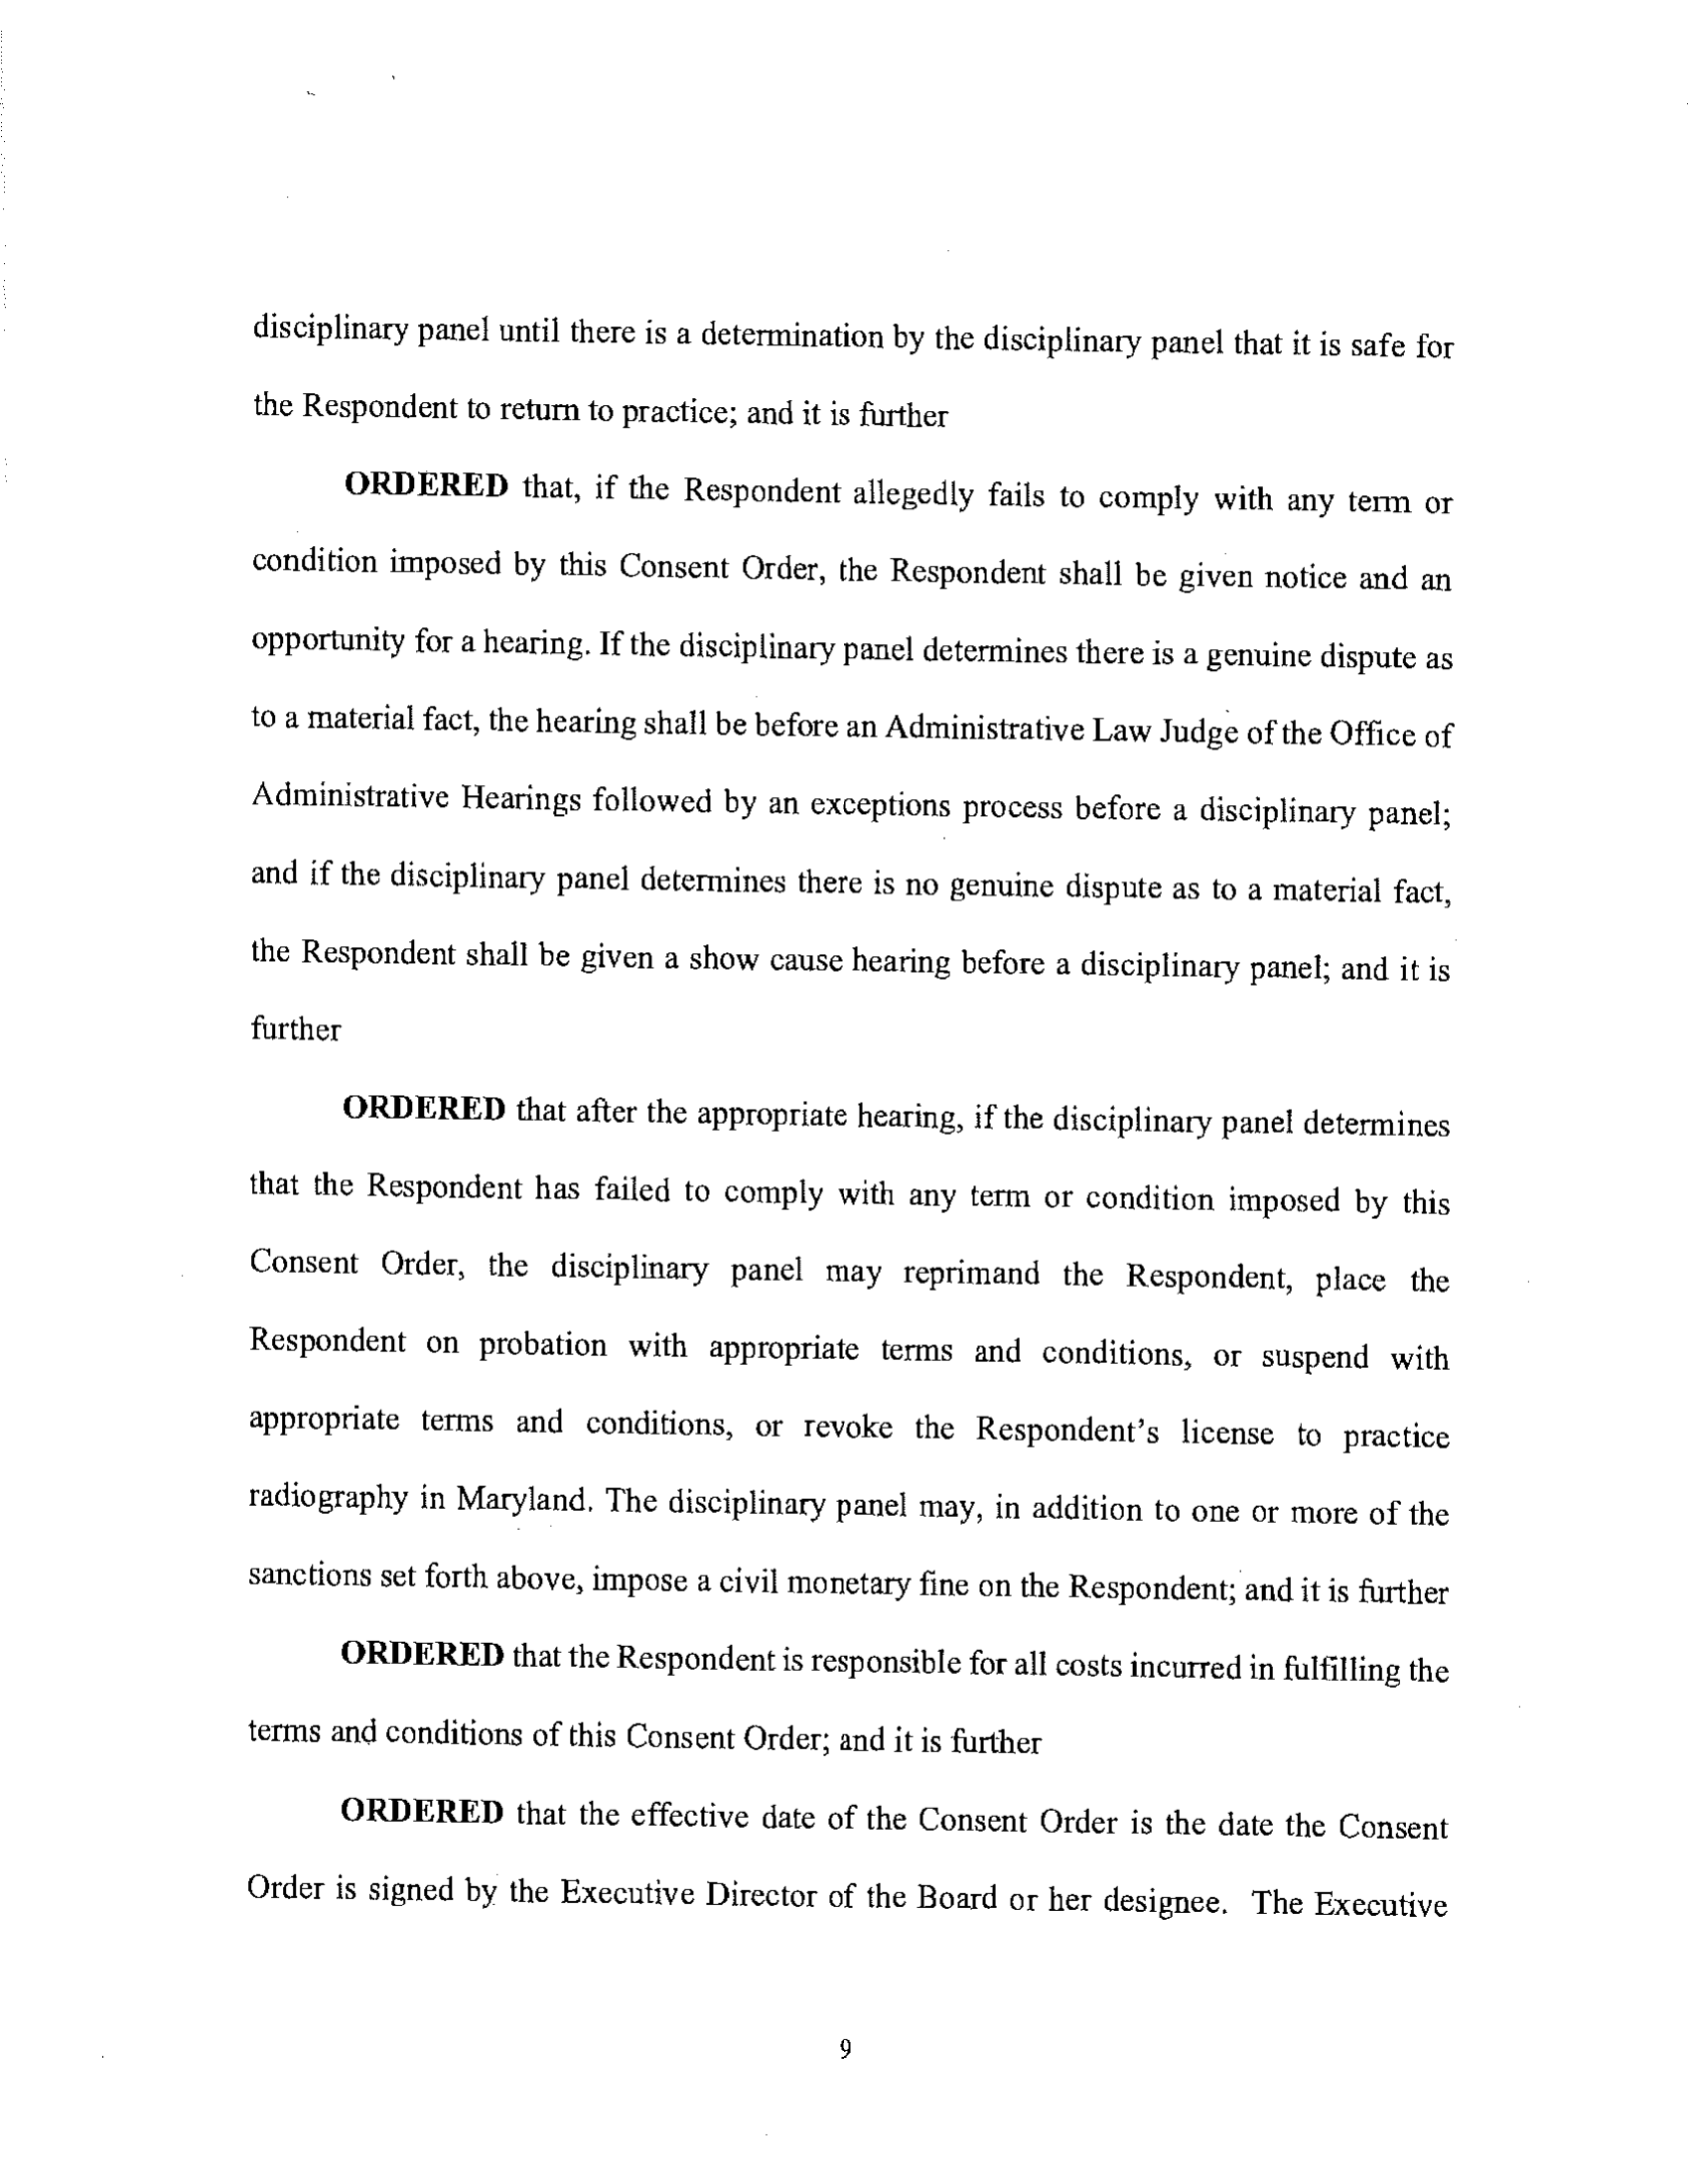 disciplinary panel until there is a determination by the disciplinary panel that it is safe for
the Respondent to return to practice; and it is further
ORDERED that, if the Respondent allegedly fails to comply with any term or
condition imposed by this Consent Order, the Respondent shall be given notice and an
opportunity for a hearing. If the disciplinary panel determines there is a genuine dispute as
to a material fact, the hearing shall be before an Administrative Law Judge of the Office of
Administrative Hearings followed by an exceptions process before a disciplinary panel;
and if the disciplinary panel determines there is no genuine dispute as to a material fact,
the Respondent shall be given a show cause hearing before a disciplinary panel; and it is
further
ORDERED that after the appropriate hearing, if the disciplinary panel determines
that the Respondent has failed to comply with any term or condition imposed by this
Consent Order, the disciplinary panel may reprimand the Respondent, place the
Respondent on probation with appropriate terms and conditions, or suspend with
appropriate terms and conditions, or revoke the Respondent's license to practice
radiography in Maryland. The disciplinary panel may, in addition to one or more of the
sanctions set forth above, impose a civil monetary fine on the Respondent; and it is further
ORDERED that the Respondent is responsible for all costs incurred in fulfilling the
terms and conditions of this Consent Order; and it is further
ORDERED that the effective date of the Consent Order is the date the Consent
Order is signed by the Executive Director of the Board or her designee. The Executive
9